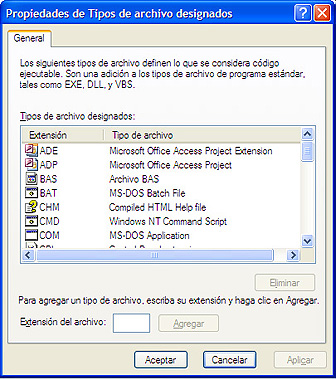 Propiedades de Tipos de archivo designados
General
Los siguientes tipos de archivo definen lo que se considera código
ejecutable. Son una adición a los tipos de archivo de programa estándar,
tales como EXE, DLL, y VBS.
Tipos de archivo designados:
Extensión Tipo de archivo
ADE Microsoft Office Access Project Extension
ADP Microsoft Office Access Project
BAS Archivo BAS
BAT MS-DOS Batch File
CHM Compiled HTML Help file
CMD Windows NT Command Script
COM MS-DOS Application
Eliminar
Para agregar un tipo de archivo, escriba su extensión y haga clic en Agregar.
Extensión del archivo: Agregar
Aceptar Cancelar Aplicar